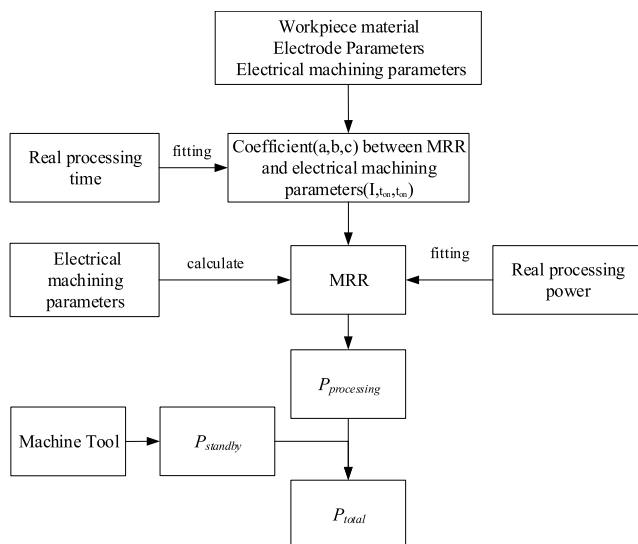 Workpiece material
Electrode Parameters
Electrical machining parameters
Real processing
time
fitting
Coefficient(a,b,c) between MRR
and electrical machining
parameters(I,ton,ton)
Electrical
machining
parameters
calculate
MRR
fitting
Real processing
power
Pprocessing
Machine Tool
Pstandby
Ptotal